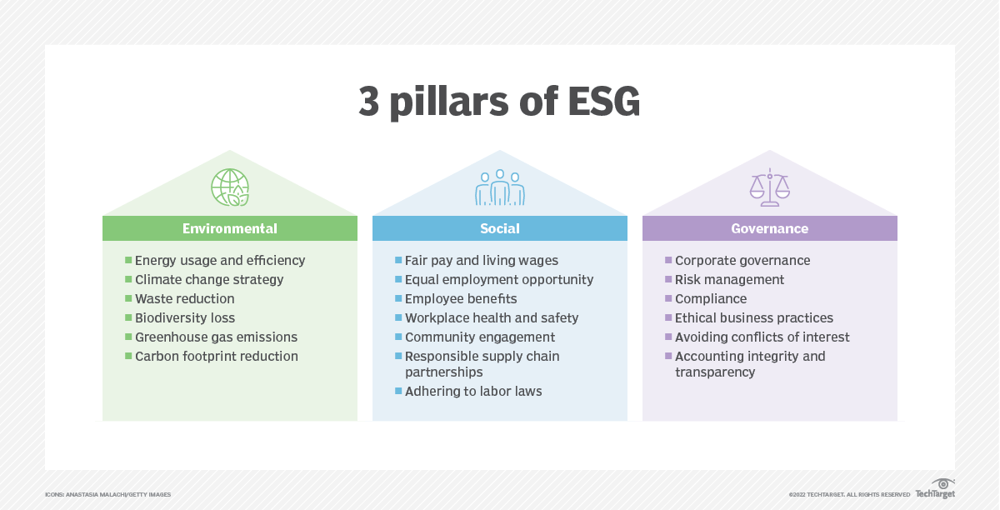 3 pillars of ESG
Environmental
Energy usage and efficiency
Climate change strategy
Waste reduction
Biodiversity loss
Greenhouse gas emissions
Carbon footprint reduction
Social
Fair pay and living wages
Equal employment opportunity
Employee benefits
Workplace health and safety
Community engagement
Responsible supply chain
partnerships
Adhering to labor laws
Governance
Corporate governance
Risk management
Compliance
Ethical business practices
Avoiding conflicts of interest
Accounting integrity and
transparency
ICONS: ANASTASIA MALACHI/GETTY IMAGES
©2022 TECHTARGET. ALL RIGHTS RESERVED TechTarget